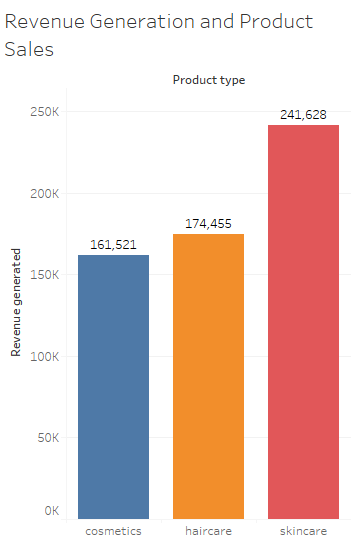 Revenue Generation and Product
Sales
Product type
250K
241,628
200K
174,455
161,521
150K
Revenue generated
100K
50K
0K
cosmetics haircare skincare